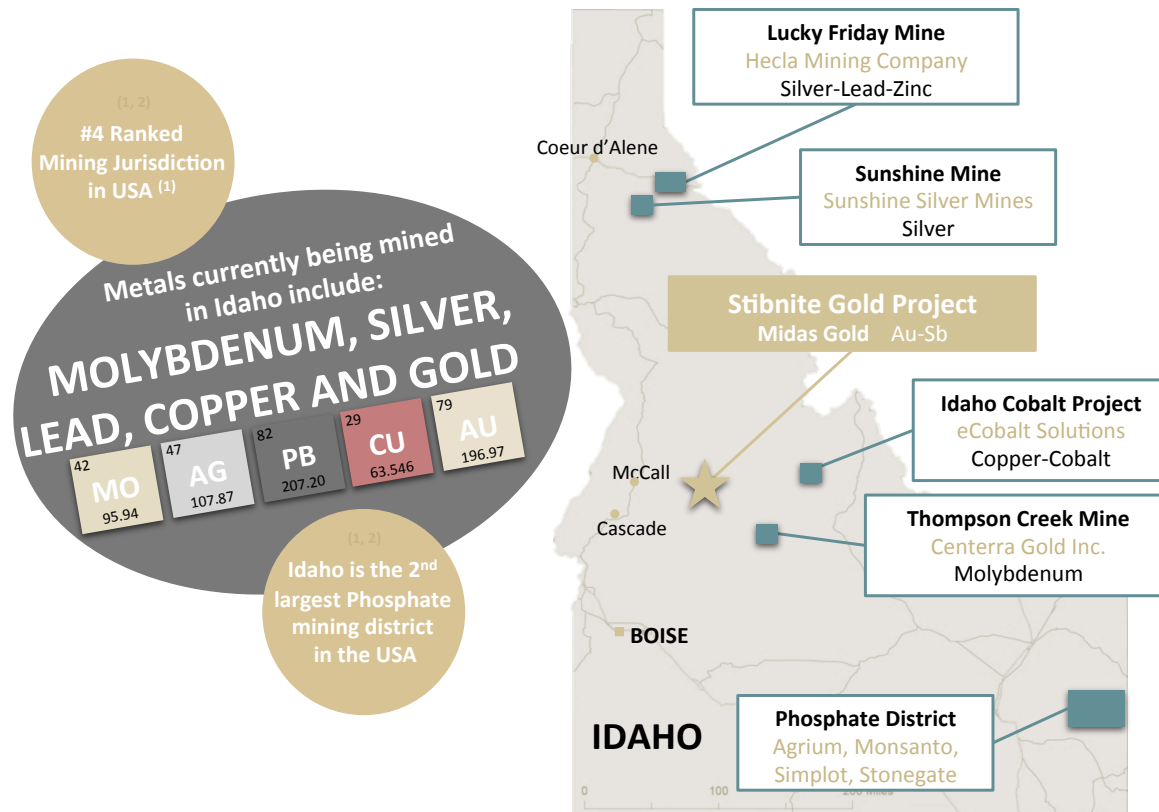 (1, 2)
#4 Ranked
Mining Jurisdiction
in USA (1)
Metals currently being mined
in Idaho include:
MOLYBDENUM, SILVER,
LEAD, COPPER AND GOLD
42
MO
95.94
47
AG
107.87
82
PB
207.20
29
CU
63.546
79
AU
196.97
(1, 2)
Idaho is the 2nd
largest Phosphate
mining district
in the USA
Lucky Friday Mine
Hecla Mining Company
Silver-Lead-Zinc
Coeur d'Alene
Sunshine Mine
Sunshine Silver Mines
Silver
Stibnite Gold Project
Midas Gold Au-Sb
Idaho Cobalt Project
eCobalt Solutions
Copper-Cobalt
McCall
Cascade
Thompson Creek Mine
Centerra Gold Inc.
Molybdenum
BOISE
Phosphate District
Agrium, Monsanto,
Simplot, Stonegate
IDAHO
0 100 200 Miles